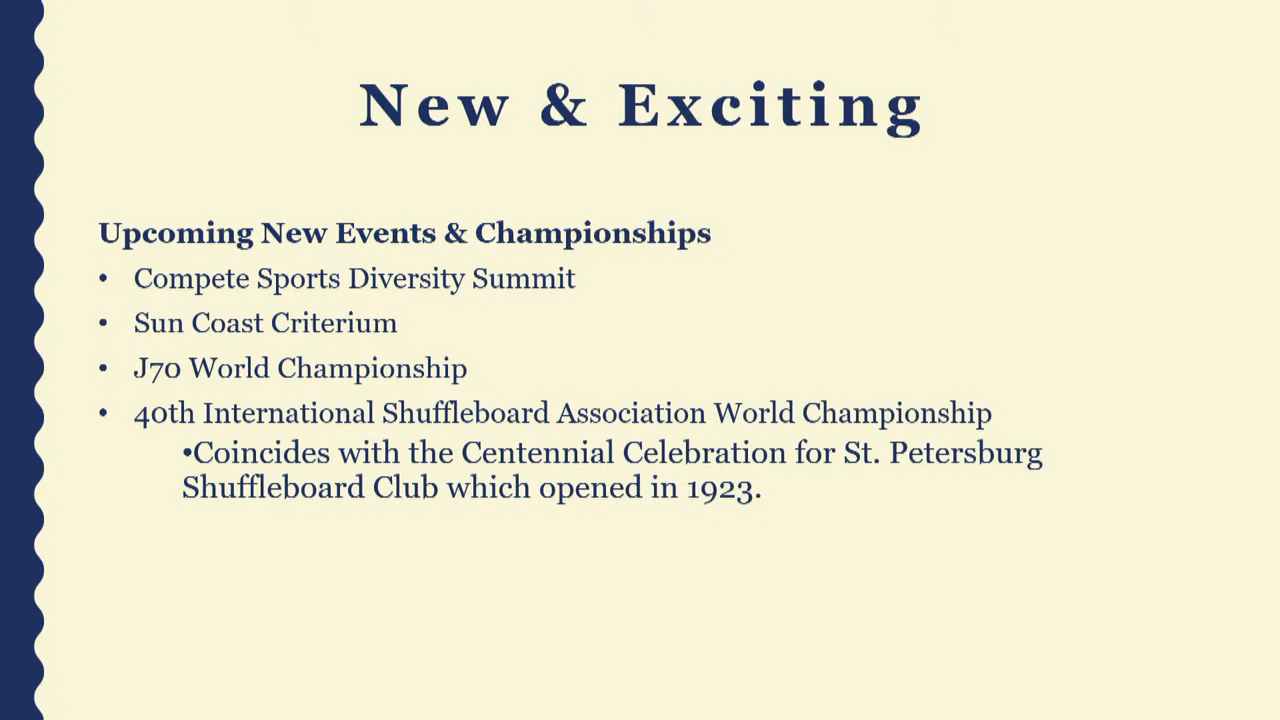 New & Exciting
Upcoming New Events & Championships
• Compete Sports Diversity Summit
• Sun Coast Criterium
• J70 World Championship
• 40th International Shuffleboard Association World Championship
•Coincides with the Centennial Celebration for St. Petersburg
Shuffleboard Club which opened in 1923.